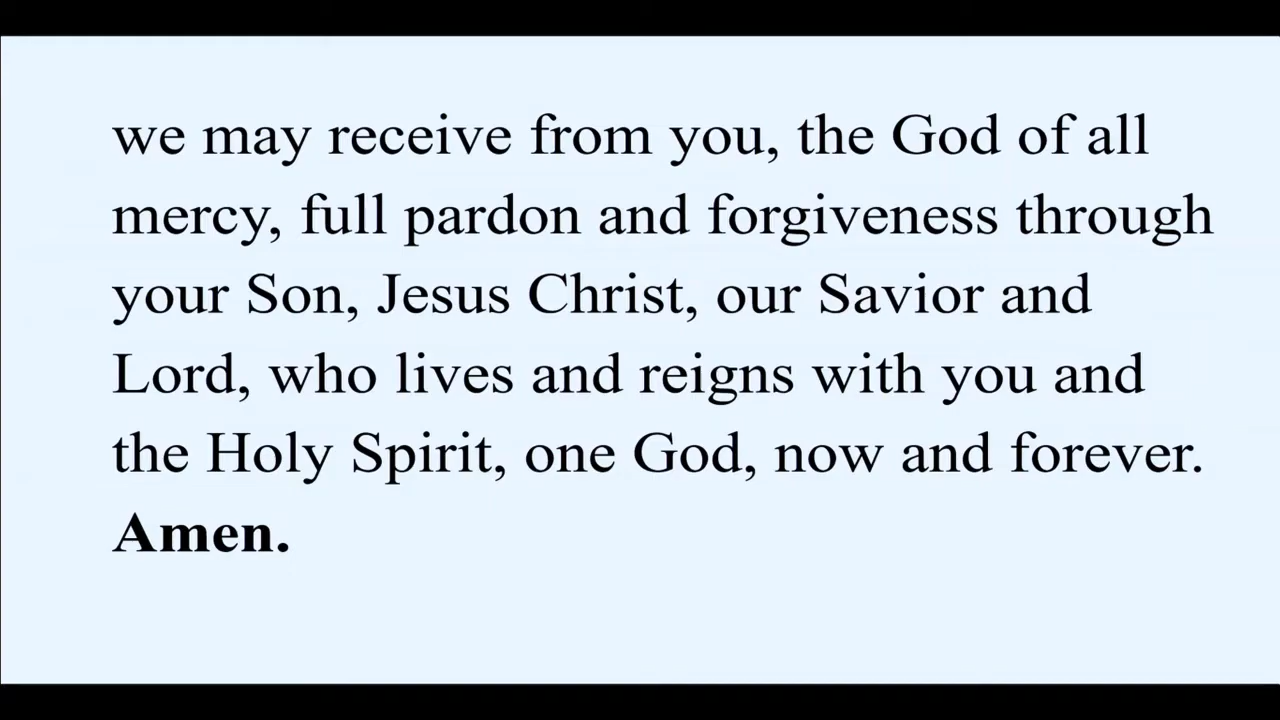 we may receive from you, the God of all
mercy, full pardon and forgiveness through
your Son, Jesus Christ, our Savior and
Lord, who lives and reigns with you and
the Holy Spirit, one God, now and forever.
Amen.